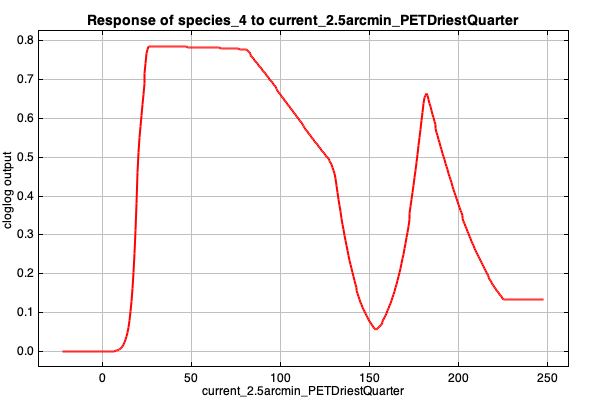 Response of species_4 to current_2.5arcmin_PETDriestQuarter
cloglog output
0.8
0.7
0.6
0.5
0.4
0.3
0.2
0.1
0.0
0 50 100 150 200 250
current_2.5arcmin_PETDriestQuarter